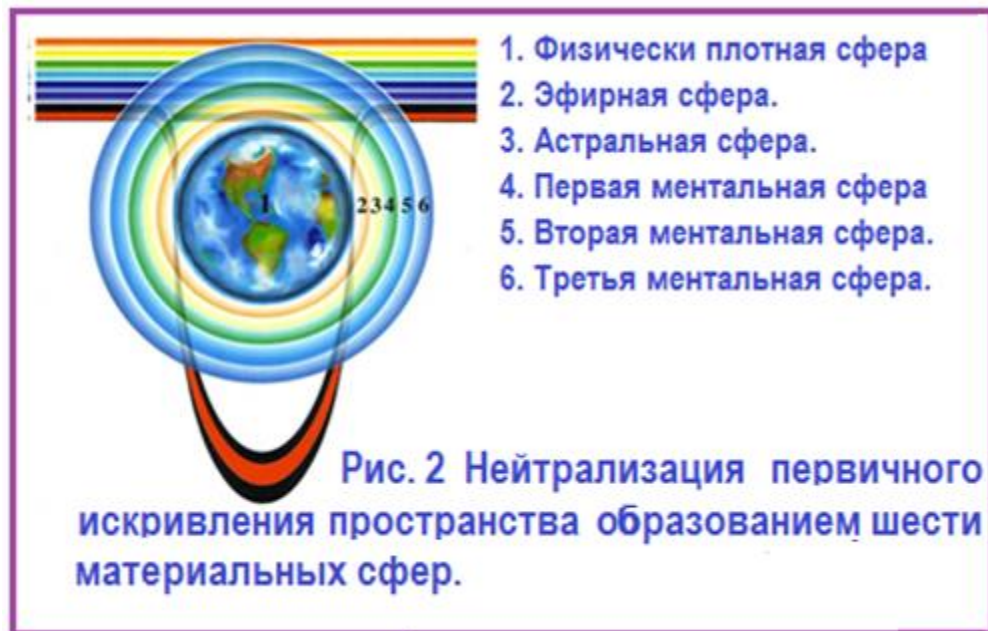 1. Физически плотная сфера
2. Эфирная сфера.
3. Астральная сфера.
4. Первая ментальная сфера
5. Вторая ментальная сфера.
6. Третья ментальная сфера.
1 2 3 4 5 6
Рис. 2 Нейтрализация первичного
искривления пространства образованием шести
материальных сфер.